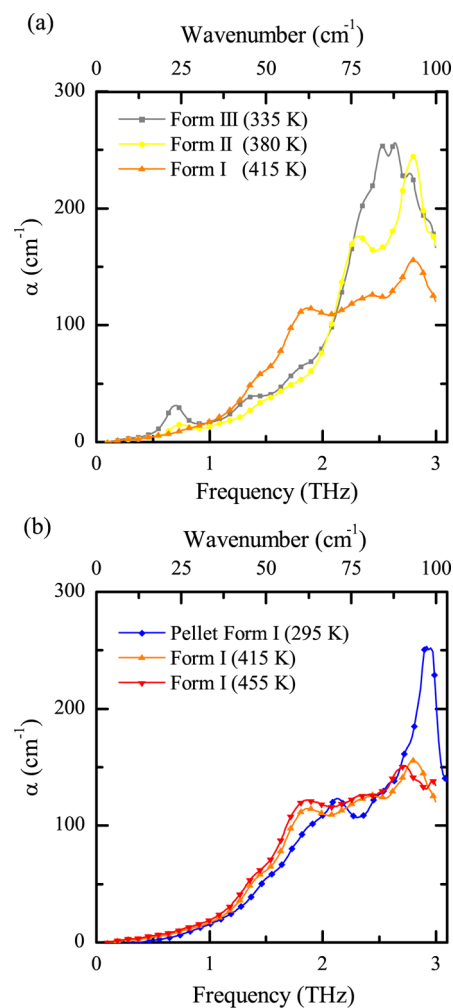 (a)
Wavenumber (cm⁻¹)
0 25 50 75 100
300
Form III (335 K)
Form II (380 K)
Form I (415 K)
200
α (cm⁻¹)
100
0
0 1 2 3
Frequency (THz)
(b)
Wavenumber (cm⁻¹)
0 25 50 75 100
300
Pellet Form I (295 K)
Form I (415 K)
Form I (455 K)
200
α (cm⁻¹)
100
0
0 1 2 3
Frequency (THz)